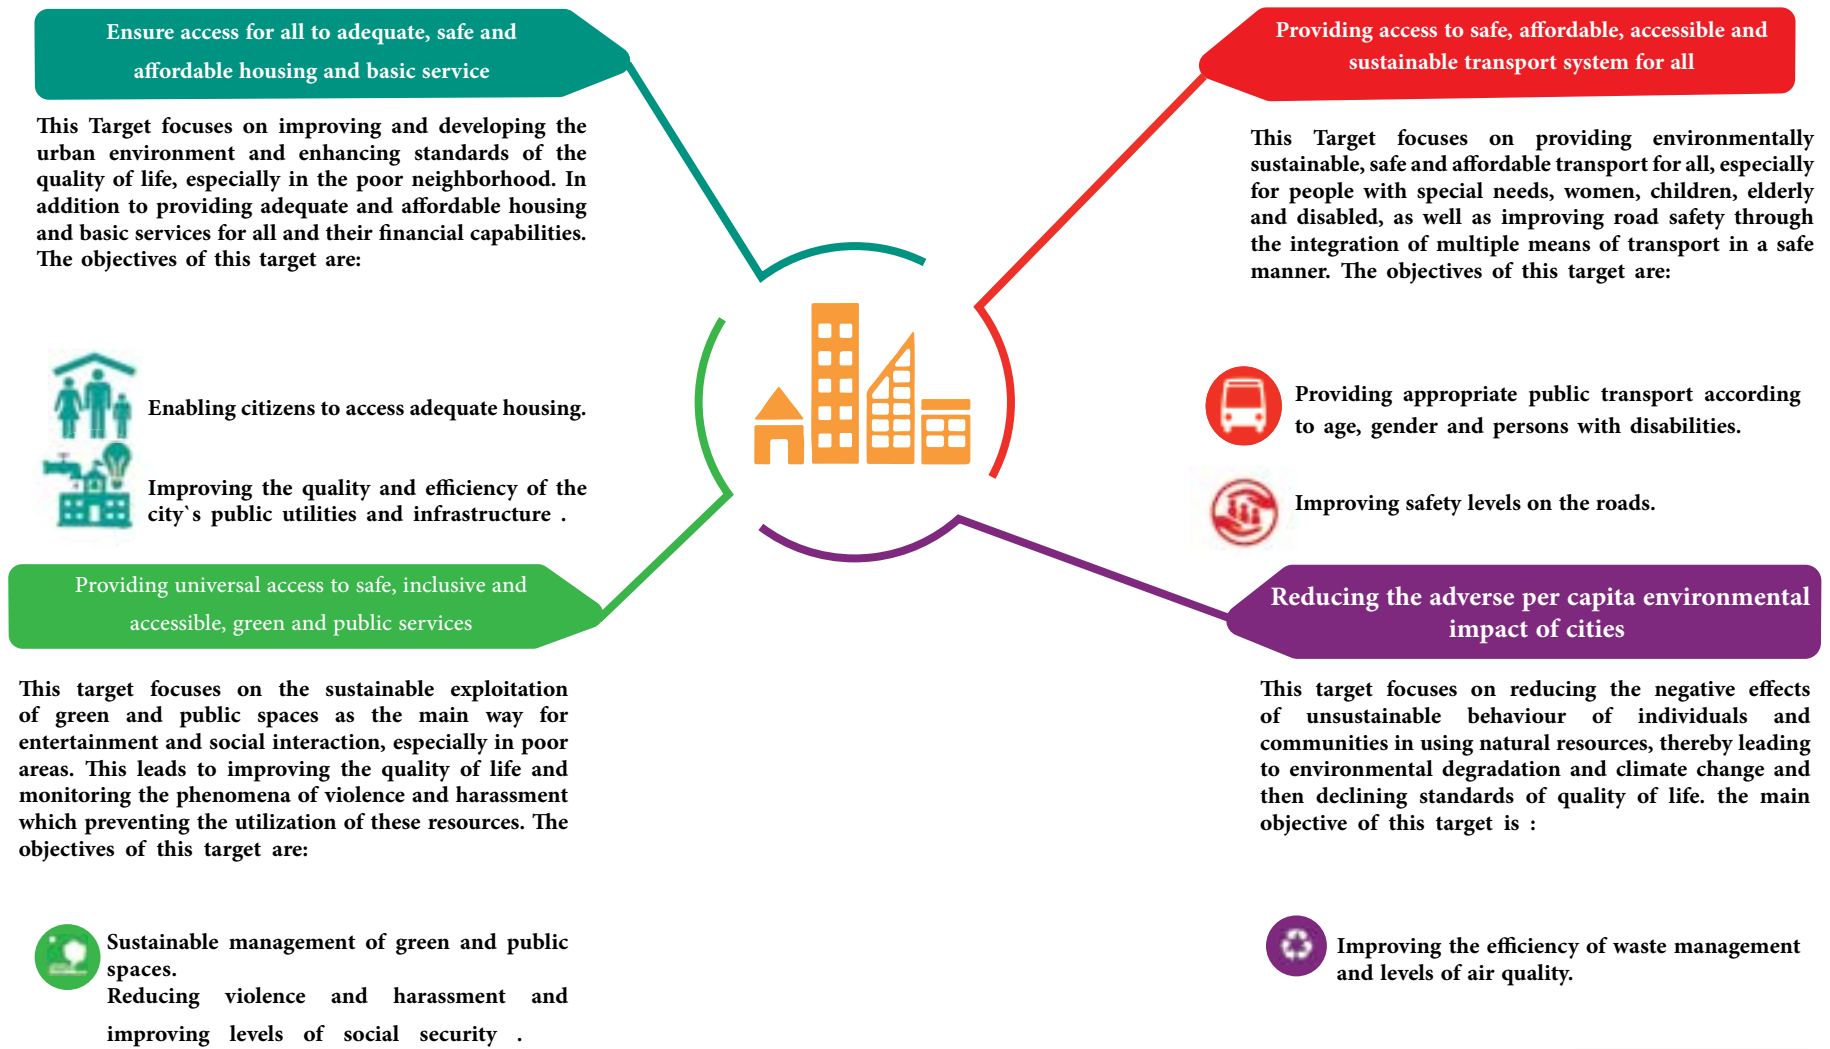 Ensure access for all to adequate, safe and
affordable housing and basic service
This Target focuses on improving and developing the
urban environment and enhancing standards of the
quality of life, especially in the poor neighborhood. In
addition to providing adequate and affordable housing
and basic services for all and their financial capabilities.
The objectives of this target are:
Enabling citizens to access adequate housing.
Improving the quality and efficiency of the
city`s public utilities and infrastructure .
Providing access to safe, affordable, accessible and
sustainable transport system for all
This Target focuses on providing environmentally
sustainable, safe and affordable transport for all, especially
for people with special needs, women, children, elderly
and disabled, as well as improving road safety through
the integration of multiple means of transport in a safe
manner. The objectives of this target are:
Providing appropriate public transport according
to age, gender and persons with disabilities.
Improving safety levels on the roads.
Providing universal access to safe, inclusive and
accessible, green and public services
This target focuses on the sustainable exploitation
of green and public spaces as the main way for
entertainment and social interaction, especially in poor
areas. This leads to improving the quality of life and
monitoring the phenomena of violence and harassment
which preventing the utilization of these resources. The
objectives of this target are:
Sustainable management of green and public
spaces.
Reducing violence and harassment and
improving levels of social security .
Reducing the adverse per capita environmental
impact of cities
This target focuses on reducing the negative effects
of unsustainable behaviour of individuals and
communities in using natural resources, thereby leading
to environmental degradation and climate change and
then declining standards of quality of life. the main
objective of this target is :
Improving the efficiency of waste management
and levels of air quality.